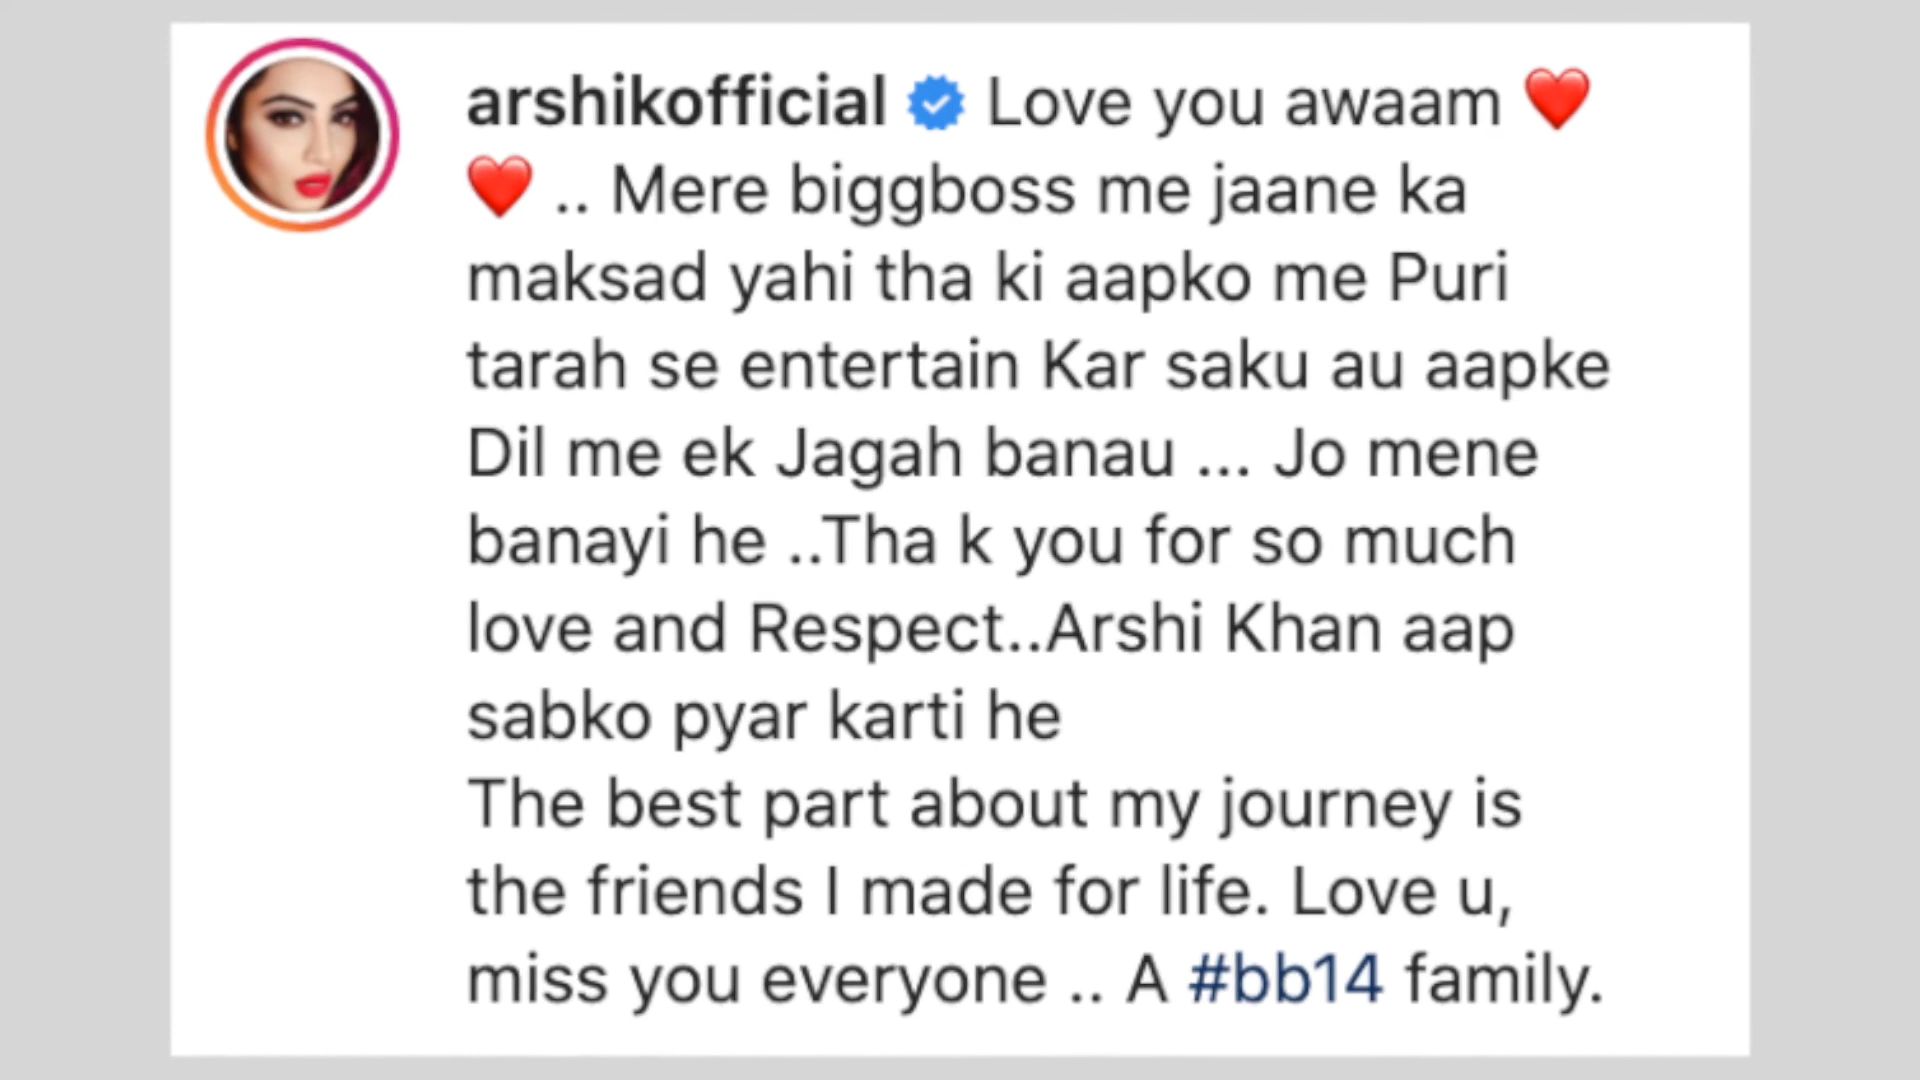 arshikofficial Love you awaam ❤️
❤️ .. Mere biggboss me jaane ka
maksad yahi tha ki aapko me Puri
tarah se entertain Kar saku au aapke
Dil me ek Jagah banau ... Jo mene
banayi he ..Tha k you for so much
love and Respect..Arshi Khan aap
sabko pyar karti he
The best part about my journey is
the friends I made for life. Love u,
miss you everyone .. A #bb14 family.